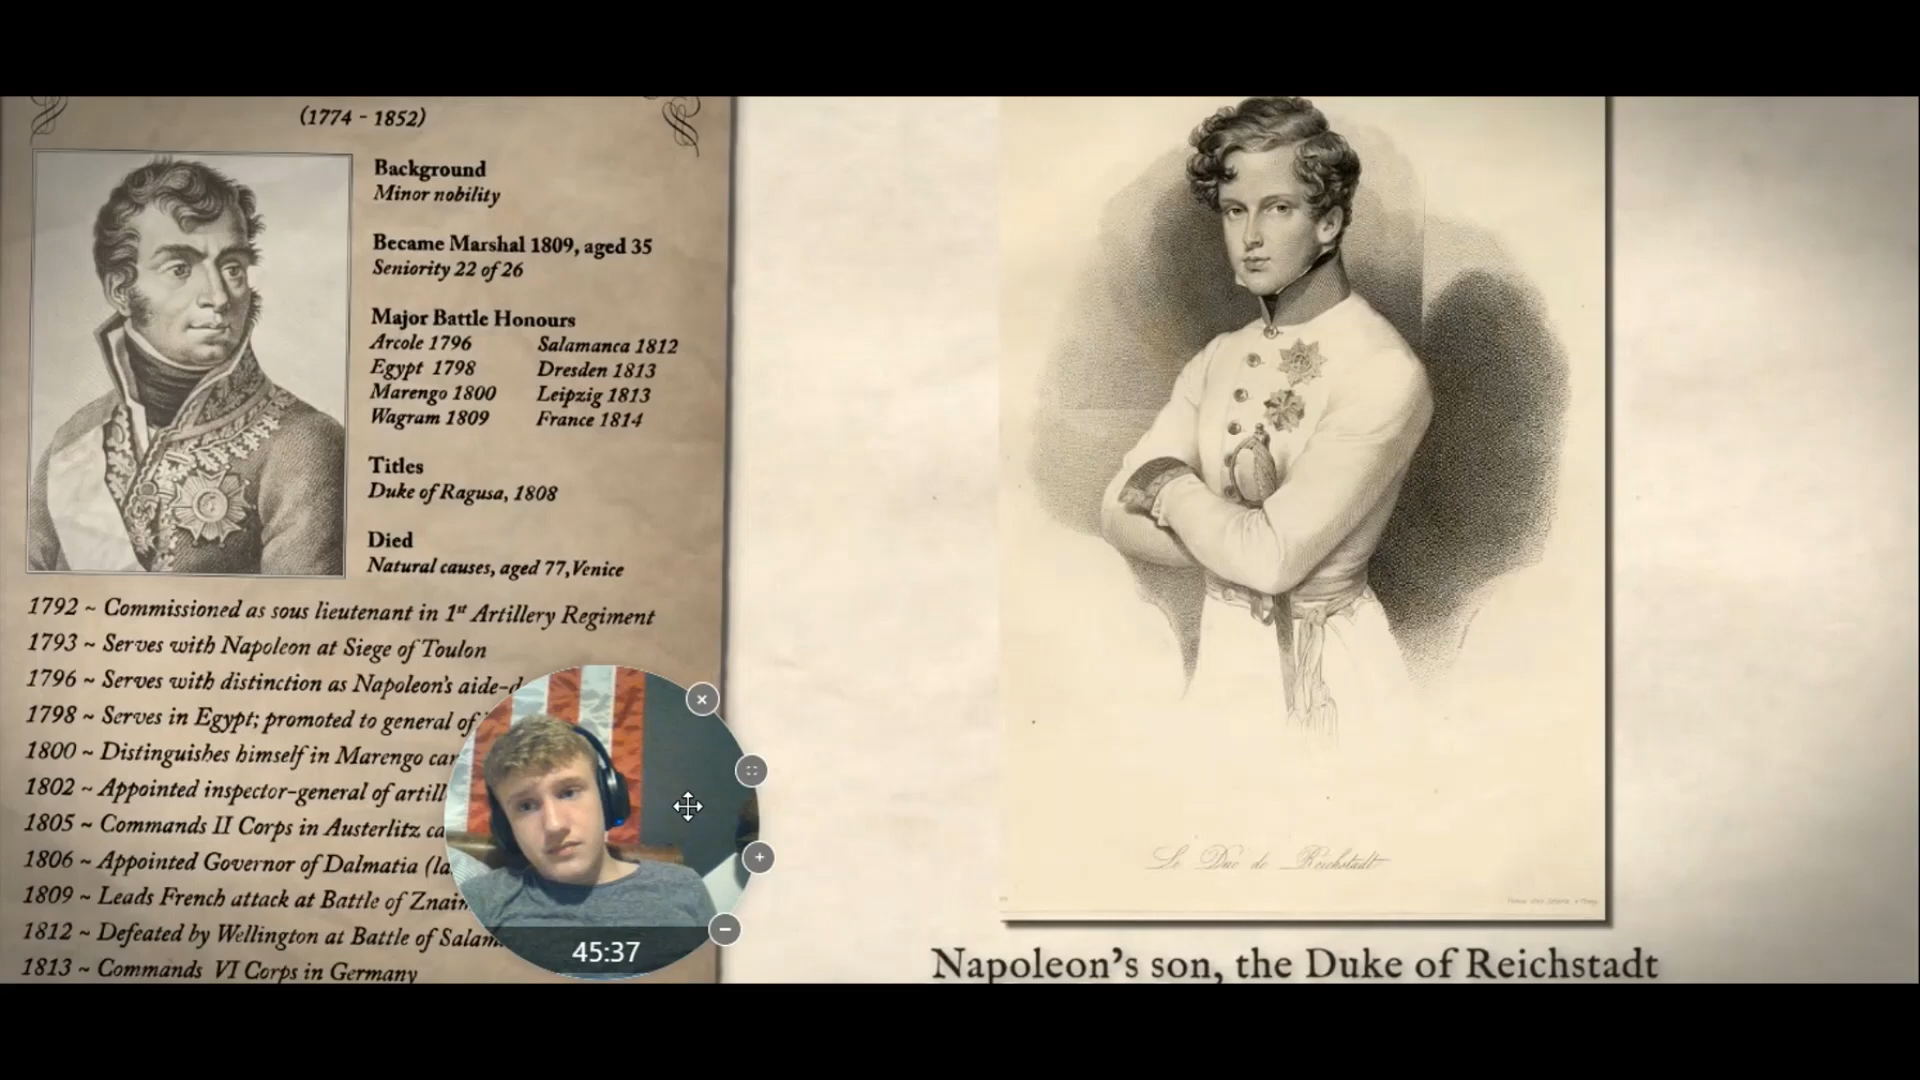 (1774 - 1852)
Background
Minor nobility
Became Marshal 1809, aged 35
Seniority 22 of 26
Major Battle Honours
Arcole 1796 Salamanca 1812
Egypt 1798 Dresden 1813
Marengo 1800 Leipzig 1813
Wagram 1809 France 1814
Titles
Duke of Ragusa, 1808
Died
Natural causes, aged 77, Venice
1792 ~ Commissioned as sous lieutenant in 1st Artillery Regiment
1793 ~ Serves with Napoleon at Siege of Toulon
1796 ~ Serves with distinction as Napoleon's aide-d
1798 ~ Serves in Egypt; promoted to general of
1800 ~ Distinguishes himself in Marengo ca
1802 ~ Appointed inspector-general of artill
1805 ~ Commands II Corps in Austerlitz ca
1806 ~ Appointed Governor of Dalmatia (la
1809 ~ Leads French attack at Battle of Znaim
1812 ~ Defeated by Wellington at Battle of Salam
1813 ~ Commands VI Corps in Germany
45:37
Le Duc de Reichstadt
Napoleon's son, the Duke of Reichstadt